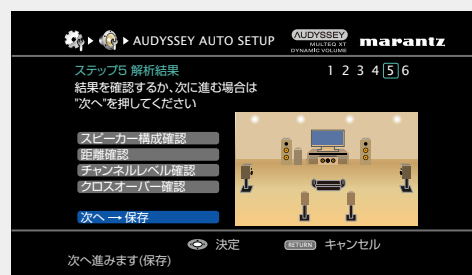 AUDYSSEY AUTO SETUP
AUDYSSEY
MULTEQ XT
DYNAMIC VOLUME
marantz
ステップ5 解析結果
1 2 3 4 5 6
結果を確認するか、次に進む場合は
"次へ"を押してください
スピーカー構成確認
距離確認
チャンネルレベル確認
クロスオーバー確認
次へ → 保存
決定
RETURN キャンセル
次へ進みます(保存)